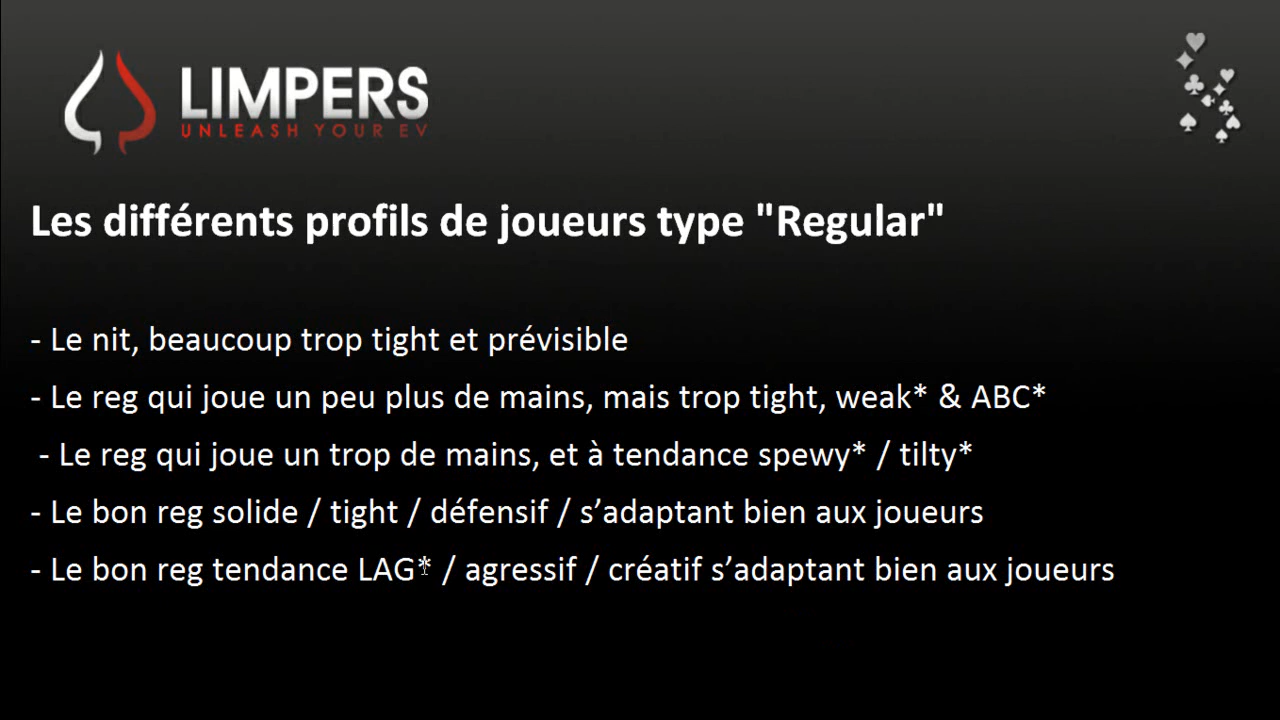 LIMPERS
UNLEASH YOUR EV
Les différents profils de joueurs type "Regular"
- Le nit, beaucoup trop tight et prévisible
- Le reg qui joue un peu plus de mains, mais trop tight, weak* & ABC*
- Le reg qui joue un trop de mains, et à tendance spewy* / tilty*
- Le bon reg solide / tight / défensif / s’adaptant bien aux joueurs
- Le bon reg tendance LAG* / agressif / créatif s’adaptant bien aux joueurs